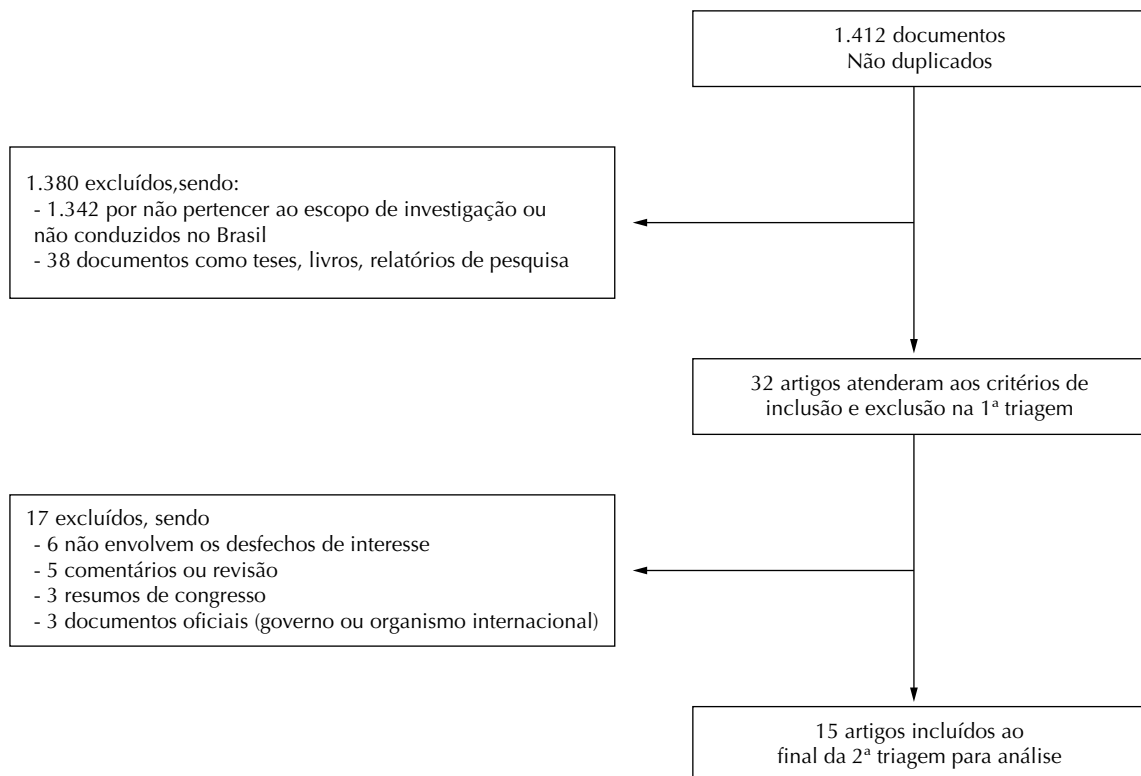 1.412 documentos
Não duplicados
1.380 excluídos,sendo:
- 1.342 por não pertencer ao escopo de investigação ou
não conduzidos no Brasil
- 38 documentos como teses, livros, relatórios de pesquisa
32 artigos atenderam aos critérios de
inclusão e exclusão na 1ª triagem
17 excluídos, sendo
- 6 não envolvem os desfechos de interesse
- 5 comentários ou revisão
- 3 resumos de congresso
- 3 documentos oficiais (governo ou organismo internacional)
15 artigos incluídos ao
final da 2ª triagem para análise